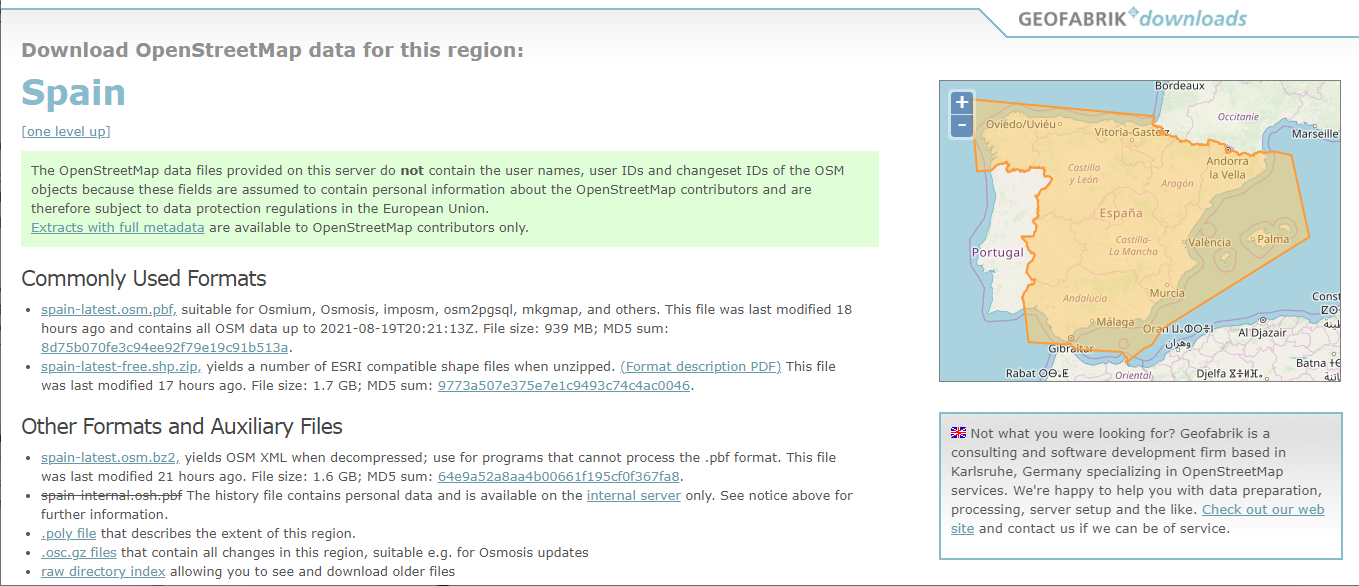 GEOFABRIK downloads
Download OpenStreetMap data for this region:
Spain
[one level up]
The OpenStreetMap data files provided on this server do not contain the user names, user IDs and changeset IDs of the OSM
objects because these fields are assumed to contain personal information about the OpenStreetMap contributors and are
therefore subject to data protection regulations in the European Union.
Extracts with full metadata are available to OpenStreetMap contributors only.
Commonly Used Formats
• spain-latest.osm.pbf, suitable for Osmium, Osmosis, imposm, osm2pgsql, mkgmap, and others. This file was last modified 18
hours ago and contains all OSM data up to 2021-08-19T20:21:13Z. File size: 939 MB; MD5 sum:
8d75b070fe3c94ee92f79e19c91b513a.
• spain-latest-free.shp.zip, yields a number of ESRI compatible shape files when unzipped. (Format description PDF) This file
was last modified 17 hours ago. File size: 1.7 GB; MD5 sum: 9773a507e375e7e1c9493c74c4ac0046.
Other Formats and Auxiliary Files
• spain-latest.osm.bz2, yields OSM XML when decompressed; use for programs that cannot process the .pbf format. This file
was last modified 21 hours ago. File size: 1.6 GB; MD5 sum: 64e9a52a8aa4b00661f195cf0f367fa8.
• spain-internal.osh.pbf The history file contains personal data and is available on the internal server only. See notice above for
further information.
• .poly file that describes the extent of this region.
• .osc.gz files that contain all changes in this region, suitable e.g. for Osmosis updates
• raw directory index allowing you to see and download older files
+
–
Bordeaux
Occitanie
Marseille
Oviedo/Uviéu
Vitoria-Gasteiz
Andorra
la Vella
Castilla
y León
Aragón
España
Portugal
Castilla-
La Mancha
València
Palma
Andalucía
Murcia
Málaga
Oran ⵡⴰⵀⵔⴰⵏ
وهران
Gibraltar
Al Djazair
Const
Batna
Rabat ⵔⴱⴰⵟ
Oriental
Djelfa
Not what you were looking for? Geofabrik is a
consulting and software development firm based in
Karlsruhe, Germany specializing in OpenStreetMap
services. We're happy to help you with data preparation,
processing, server setup and the like. Check out our web
site and contact us if we can be of service.